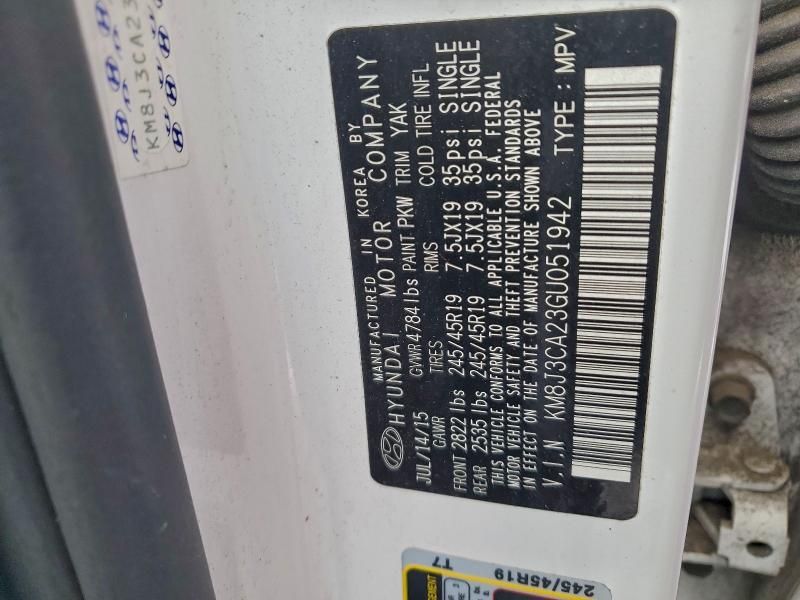 KM8J3CA23
MANUFACTURED IN KOREA BY
HYUNDAI MOTOR COMPANY
JUL/14/15 GVWR 4784 lbs PAINT PKW TRIM YAK
GAWR TIRES RIMS COLD TIRE INFL
FRONT 2822 lbs 245/45R19 7.5JX19 35psi SINGLE
REAR 2535 lbs 245/45R19 7.5JX19 35psi SINGLE
THIS VEHICLE CONFORMS TO ALL APPLICABLE U.S.A. FEDERAL
MOTOR VEHICLE SAFETY AND THEFT PREVENTION STANDARDS
IN EFFECT ON THE DATE OF MANUFACTURE SHOWN ABOVE
V.I.N KM8J3CA23GU051942 TYPE : MPV
T7
245/45R19